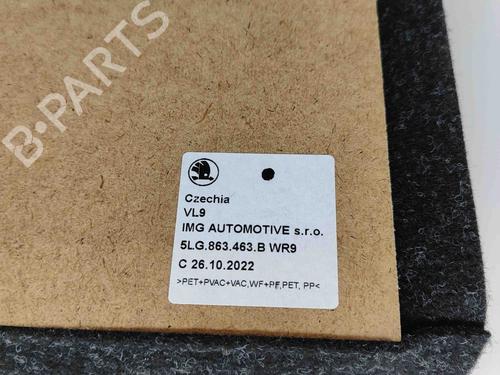 B-PARTS
Czechia
VL9
IMG AUTOMOTIVE s.r.o.
5LG.863.463.B WR9
C 26.10.2022
>PET+PVAC+VAC,WF+PF,PET, PP<